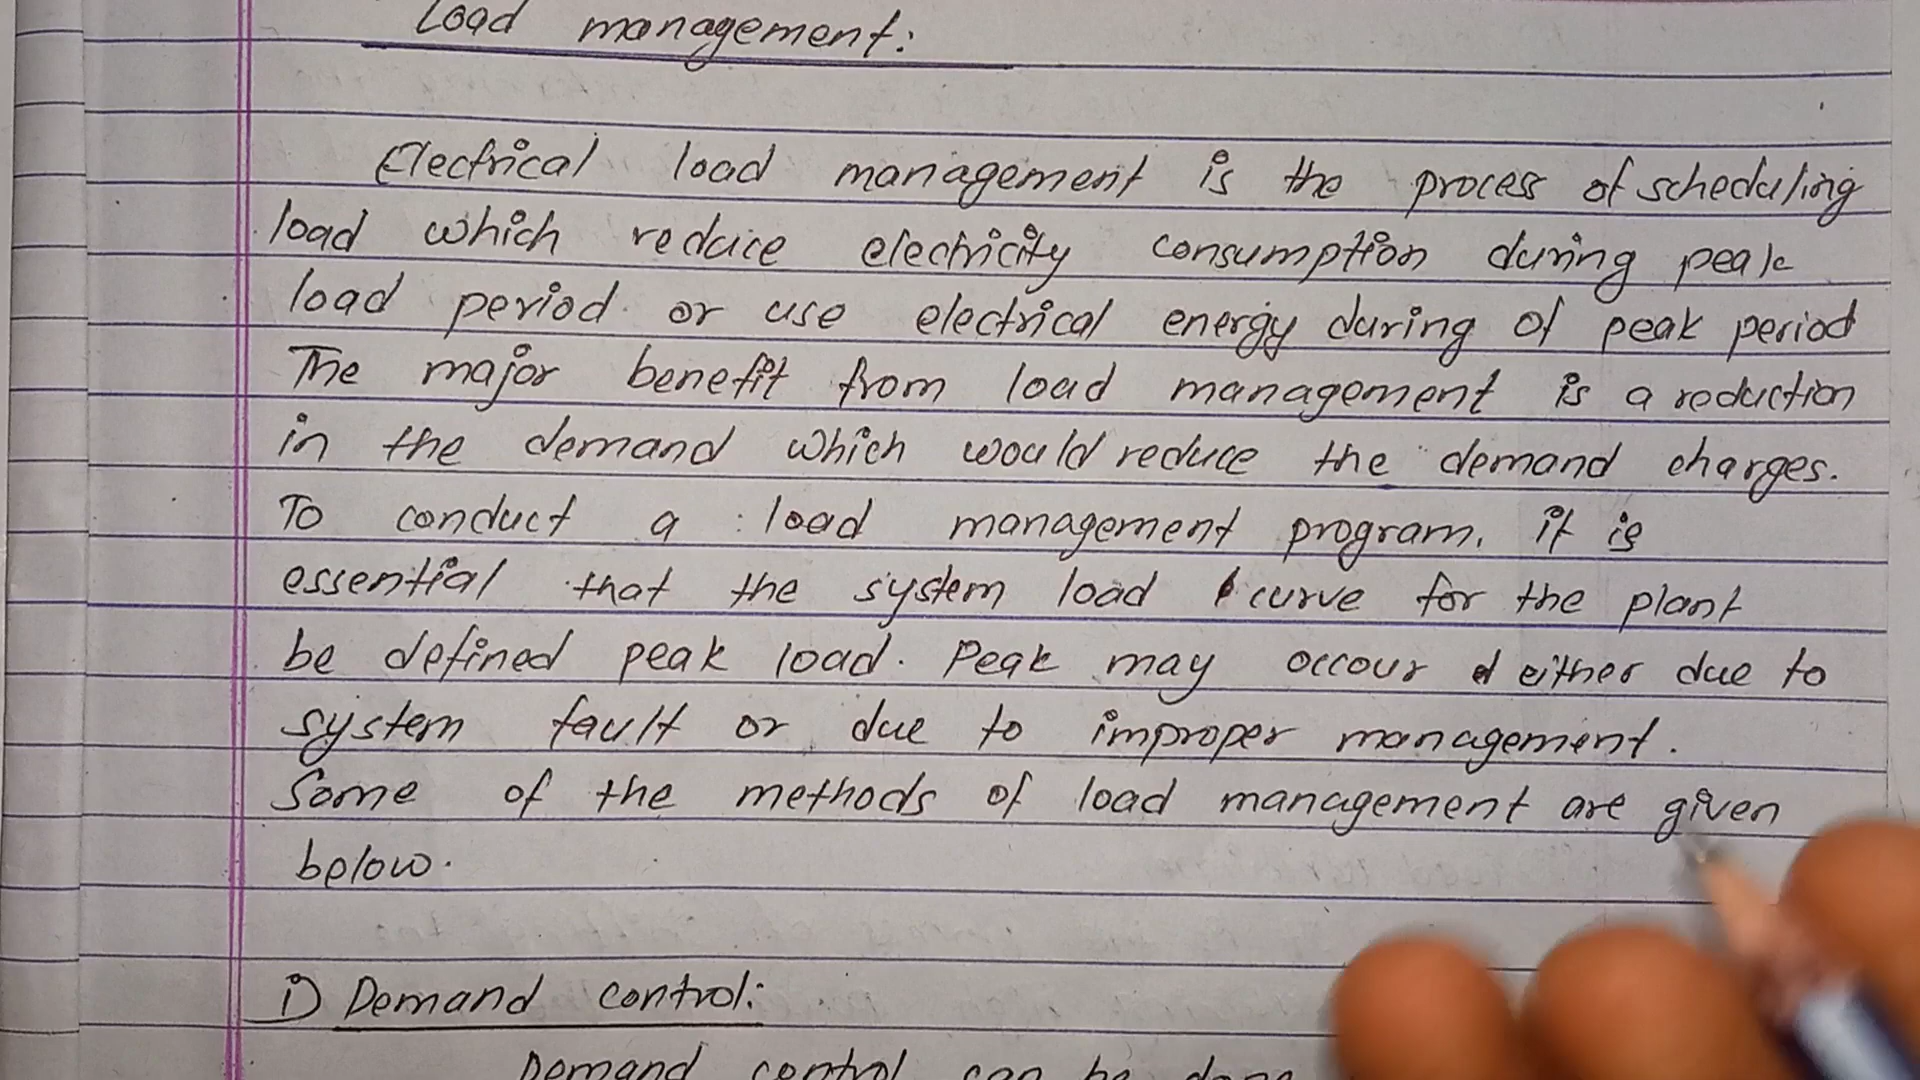 Load management:
Electrical load management is the process of scheduling
load which reduce electricity consumption during peak
load period or use electrical energy during of peak period
The major benefit from load management is a reduction
in the demand which would reduce the demand charges.
To conduct a load management program, it is
essential that the system load curve for the plant
be defined peak load. Peak may occour either due to
system fault or due to improper management.
Some of the methods of load management are given
below.
i) Demand control:
Demand control can be done